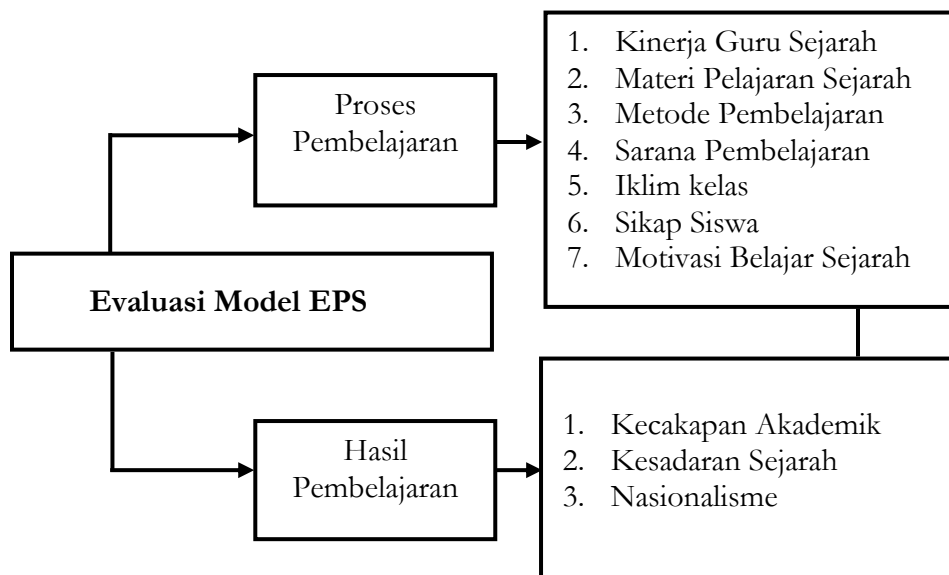 Proses
Pembelajaran
1. Kinerja Guru Sejarah
2. Materi Pelajaran Sejarah
3. Metode Pembelajaran
4. Sarana Pembelajaran
5. Iklim kelas
6. Sikap Siswa
7. Motivasi Belajar Sejarah
Evaluasi Model EPS
Hasil
Pembelajaran
1. Kecakapan Akademik
2. Kesadaran Sejarah
3. Nasionalisme